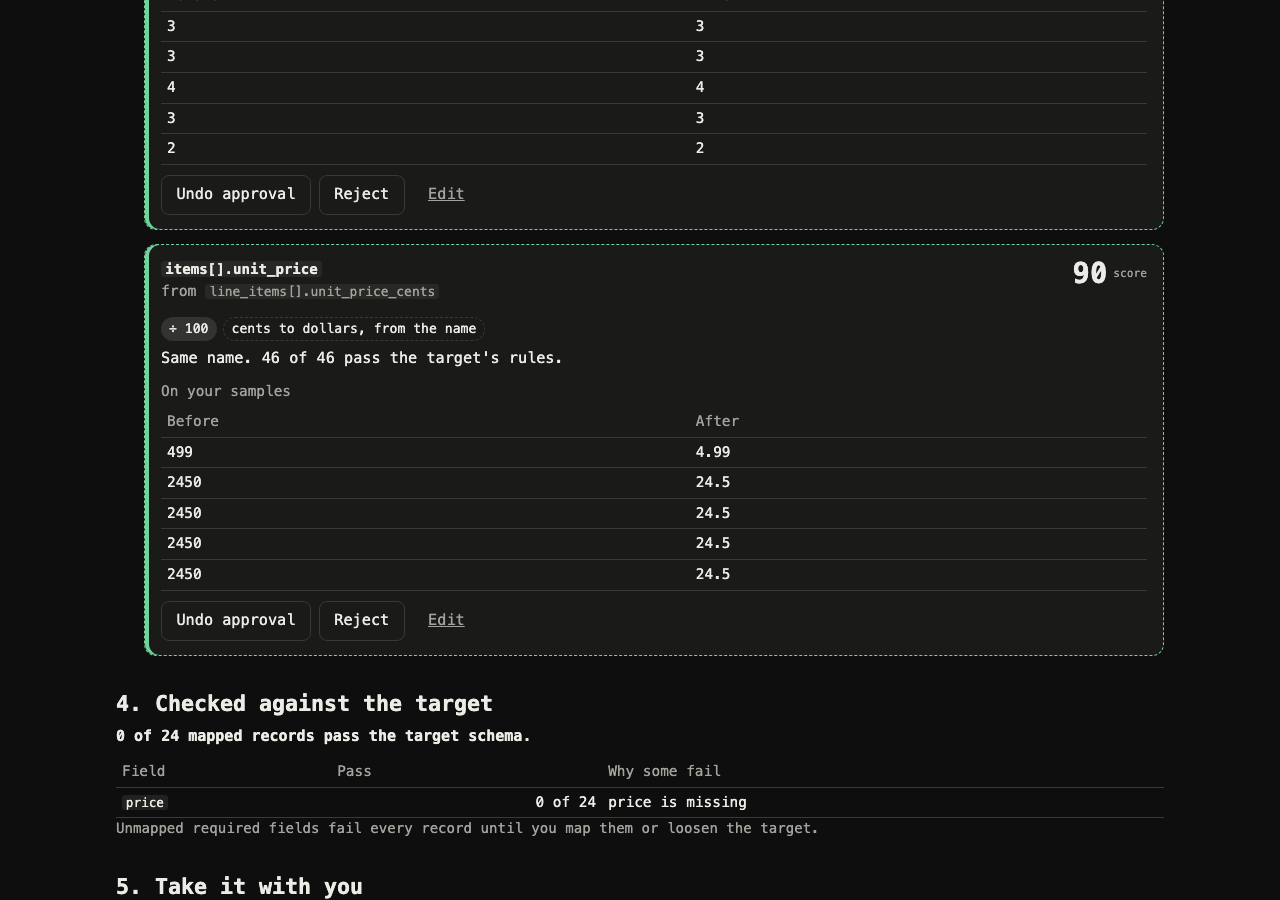 3 3
3 3
4 4
3 3
2 2
Undo approval Reject Edit
items[].unit_price 90 score
from line_items[].unit_price_cents
÷ 100 cents to dollars, from the name
Same name. 46 of 46 pass the target's rules.
On your samples
Before After
499 4.99
2450 24.5
2450 24.5
2450 24.5
2450 24.5
Undo approval Reject Edit
4. Checked against the target
0 of 24 mapped records pass the target schema.
Field Pass Why some fail
price 0 of 24 price is missing
Unmapped required fields fail every record until you map them or loosen the target.
5. Take it with you